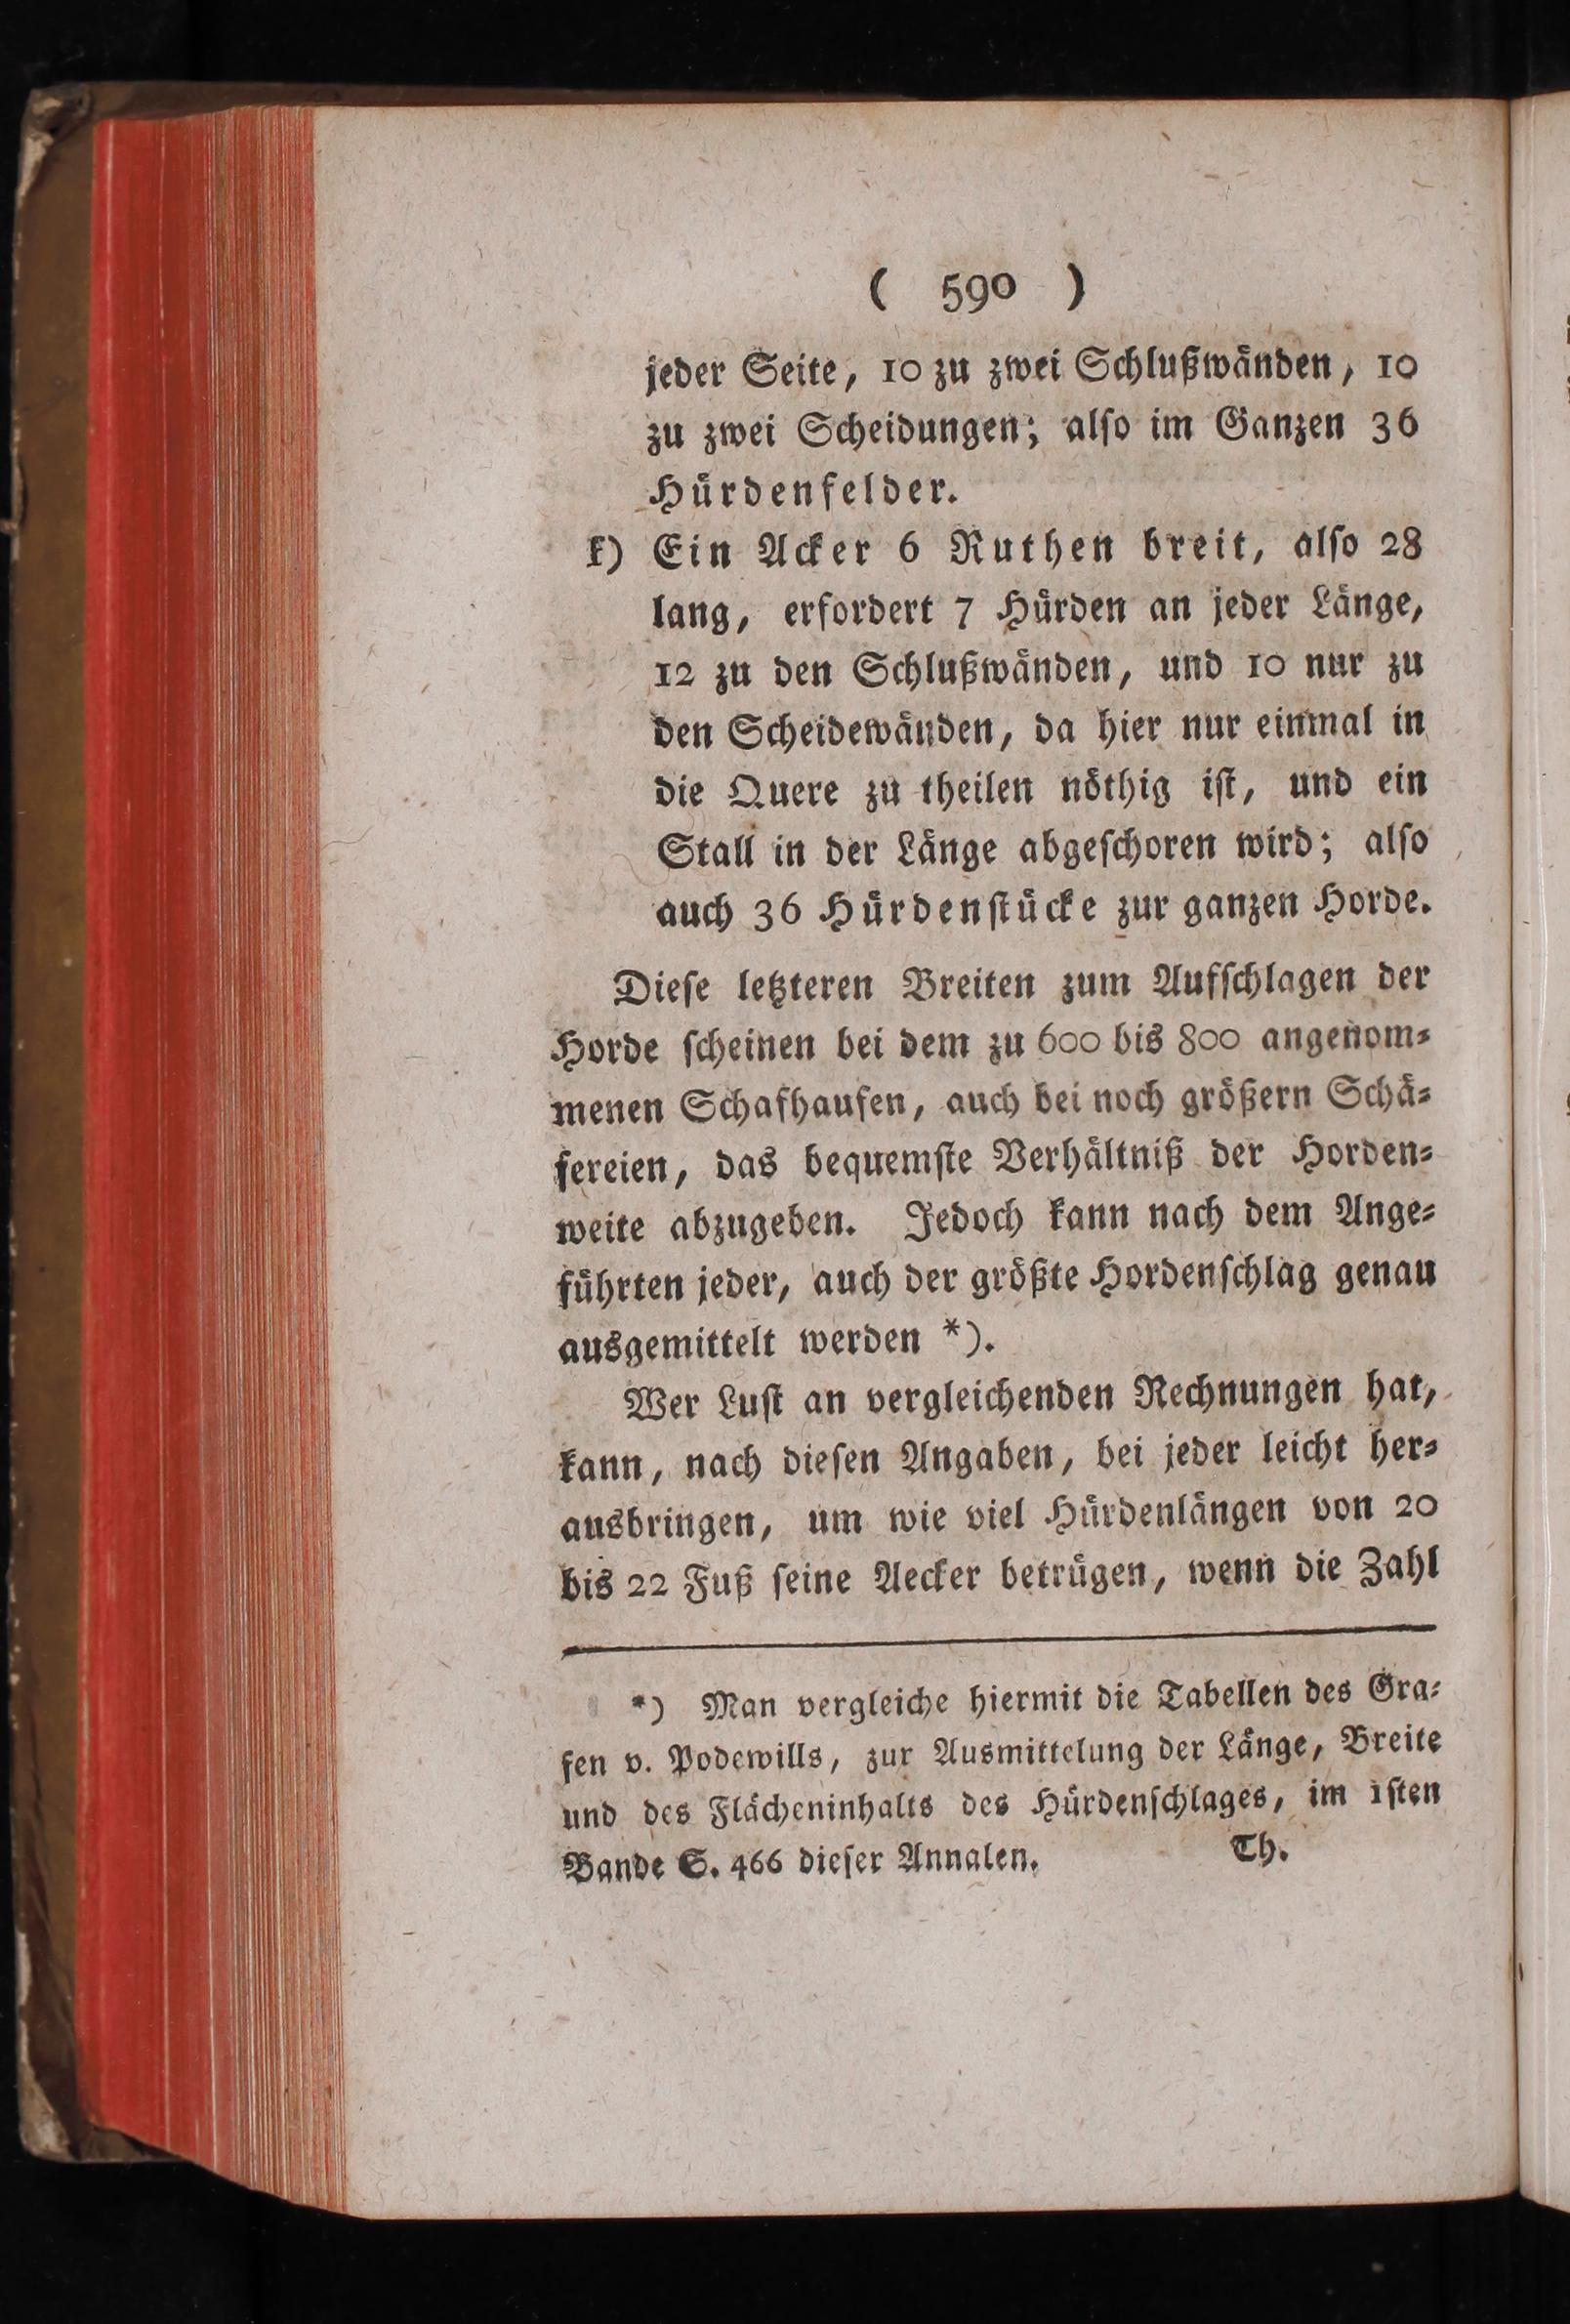 ( 590 )
jeder Seite, 10 zu zwei Schlußwänden, 10
zu zwei Scheidungen; also im Ganzen 36
Hürdenfelder.
k) Ein Acker 6 Ruthen breit, also 28
lang, erfordert 7 Hürden an jeder Länge,
12 zu den Schlußwänden, und 10 nur zu
den Scheidewänden, da hier nur einmal in
die Quere zu theilen nöthig ist, und ein
Stall in der Länge abgeschoren wird; also
auch 36 Hürdenstücke zur ganzen Horde.
Diese letzteren Breiten zum Aufschlagen der
Horde scheinen bei dem zu 600 bis 800 angenom⸗
menen Schafhaufen, auch bei noch größern Schä⸗
fereien, das bequemste Verhältniß der Horden⸗
weite abzugeben. Jedoch kann nach dem Ange⸗
führten jeder, auch der größte Hordenschlag genau
ausgemittelt werden *).
Wer Lust an vergleichenden Rechnungen hat,
kann, nach diesen Angaben, bei jeder leicht her⸗
ausbringen, um wie viel Hürdenlängen von 20
bis 22 Fuß seine Aecker betrügen, wenn die Zahl
*) Man vergleiche hiermit die Tabellen des Gra⸗
fen v. Podewills, zur Ausmittelung der Länge, Breite
und des Flächeninhalts des Hürdenschlages, im 1sten
Bande S. 466 dieser Annalen. Th.